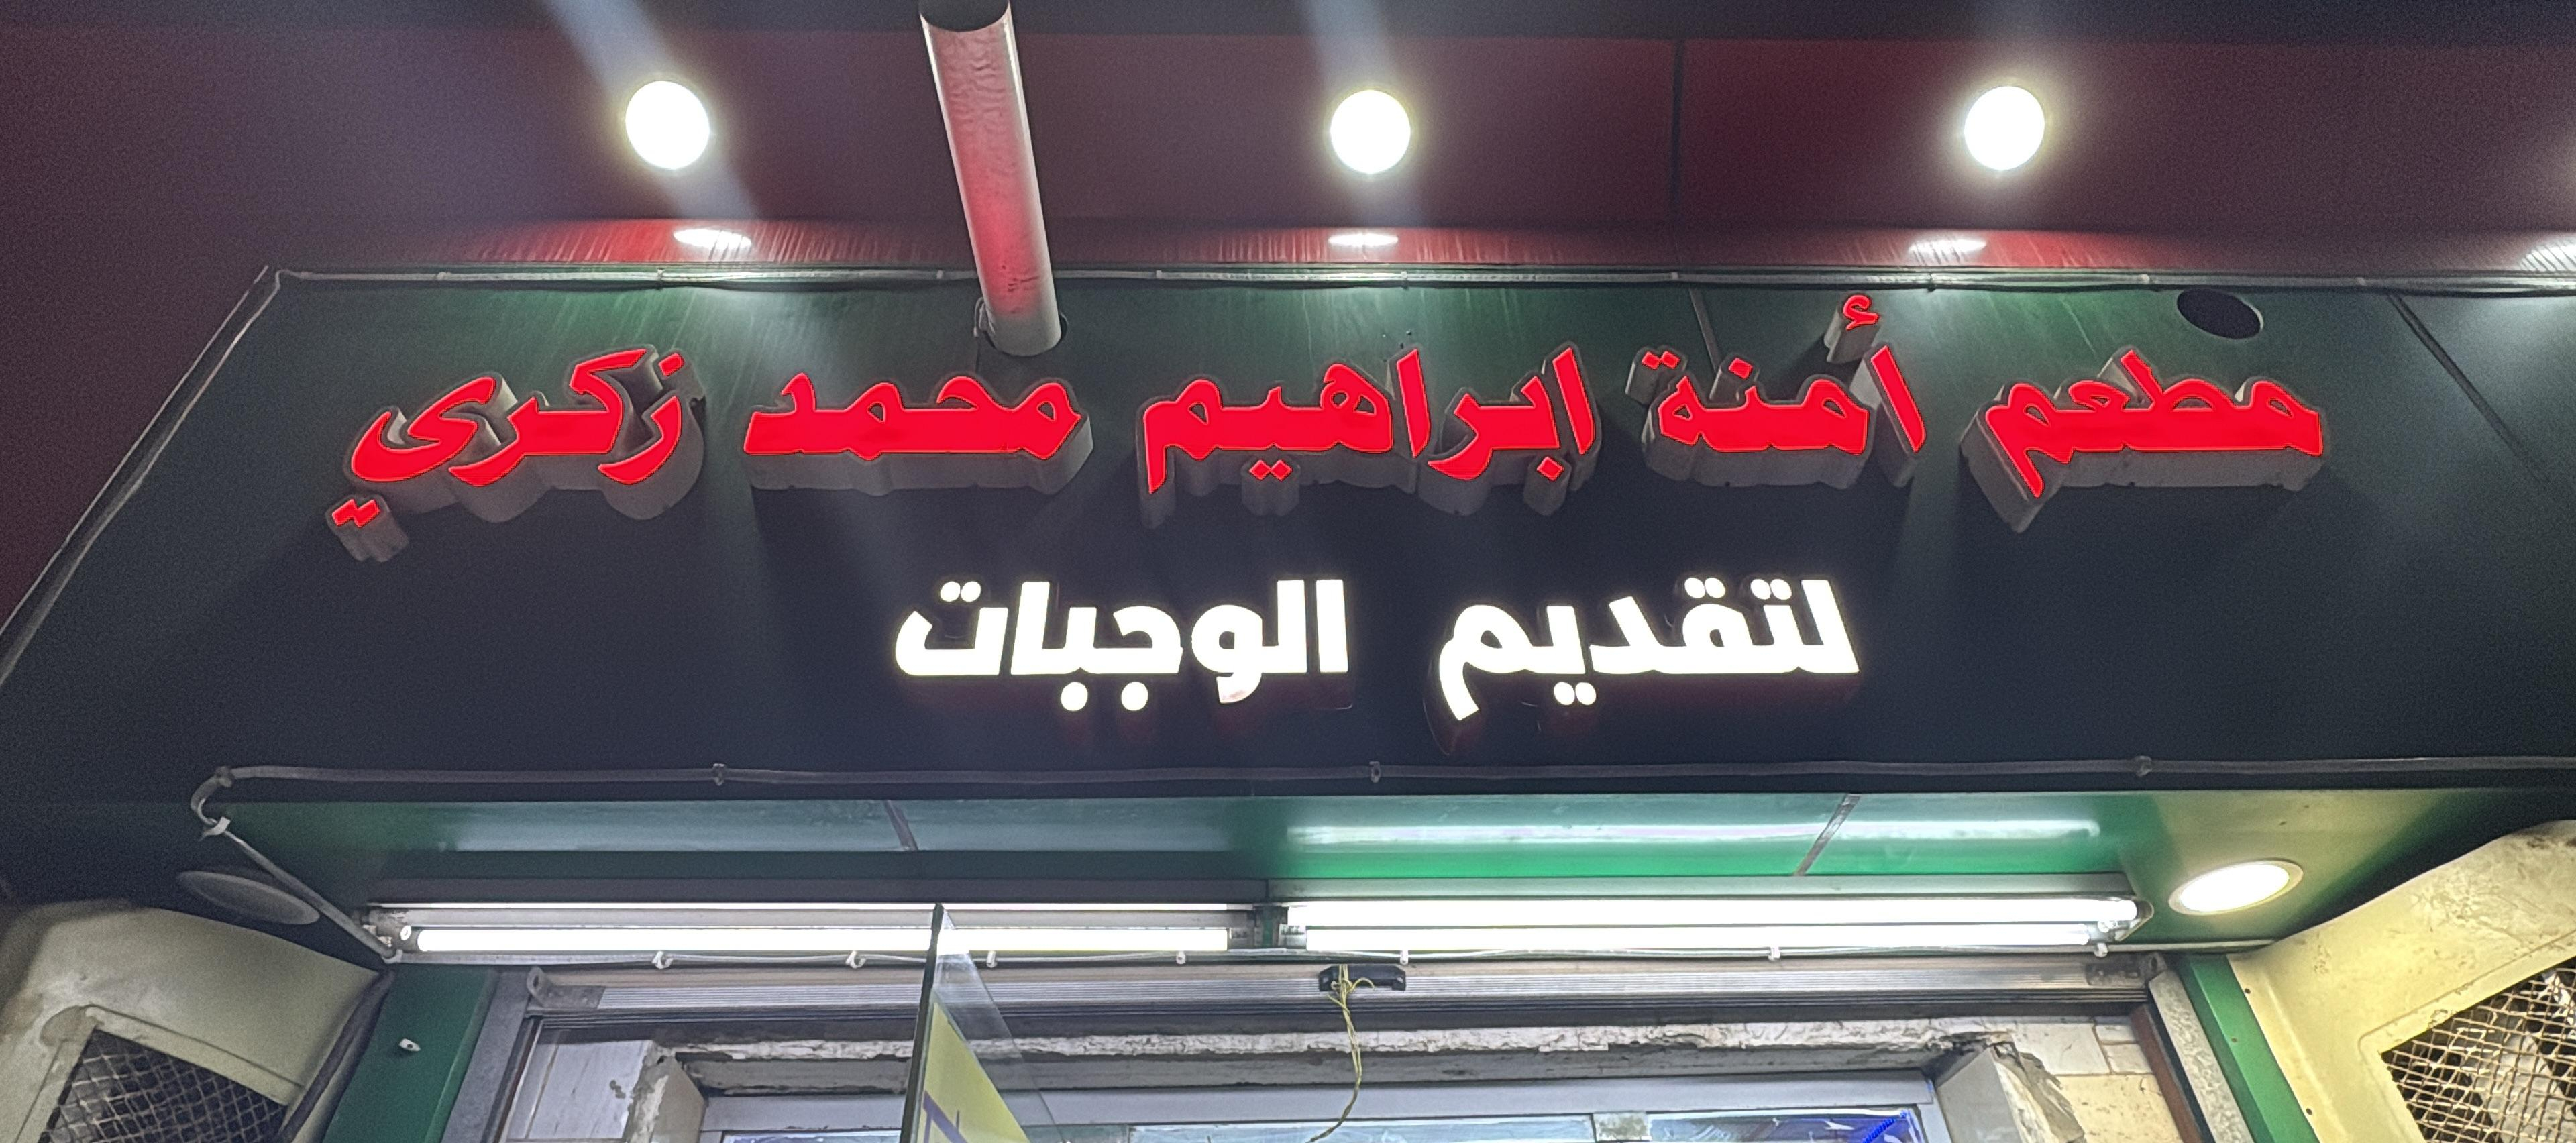 مطعم أمنة ابراهيم محمد زكري
لتقديم الوجبات